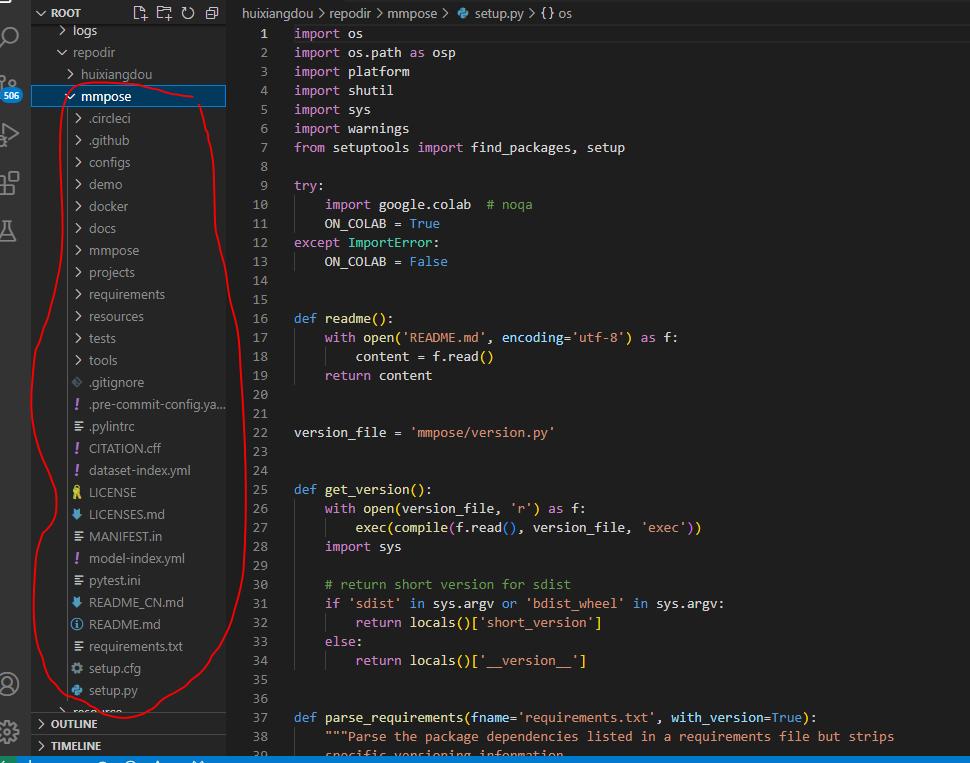 ROOT
logs
repodir
huixiangdou
mmpose
.circleci
.github
configs
demo
docker
docs
mmpose
projects
requirements
resources
tests
tools
.gitignore
.pre-commit-config.ya...
.pylintrc
CITATION.cff
dataset-index.yml
LICENSE
LICENSES.md
MANIFEST.in
model-index.yml
pytest.ini
README_CN.md
README.md
requirements.txt
setup.cfg
setup.py
resource
OUTLINE
TIMELINE
506
huixiangdou > repodir > mmpose > setup.py > {} os
1 import os
2 import os.path as osp
3 import platform
4 import shutil
5 import sys
6 import warnings
7 from setuptools import find_packages, setup
8
9 try:
10     import google.colab  # noqa
11     ON_COLAB = True
12 except ImportError:
13     ON_COLAB = False
14
15
16 def readme():
17     with open('README.md', encoding='utf-8') as f:
18         content = f.read()
19     return content
20
21
22 version_file = 'mmpose/version.py'
23
24
25 def get_version():
26     with open(version_file, 'r') as f:
27         exec(compile(f.read(), version_file, 'exec'))
28     import sys
29
30     # return short version for sdist
31     if 'sdist' in sys.argv or 'bdist_wheel' in sys.argv:
32         return locals()['short_version']
33     else:
34         return locals()['__version__']
35
36
37 def parse_requirements(fname='requirements.txt', with_version=True):
38     """Parse the package dependencies listed in a requirements file but strips
39     specific versioning information